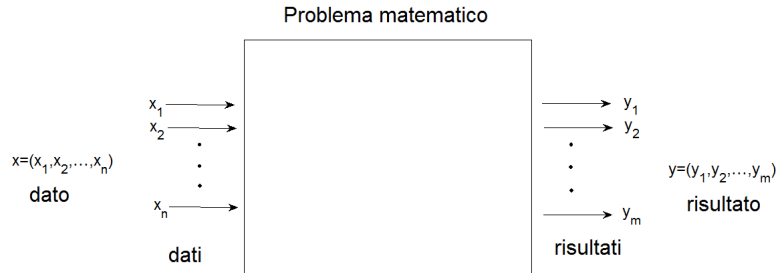 Problema matematico
x₁
x₂
xₙ
dati
x=(x₁,x₂,...,xₙ)
dato
y₁
y₂
yₘ
risultati
y=(y₁,y₂,...,yₘ)
risultato